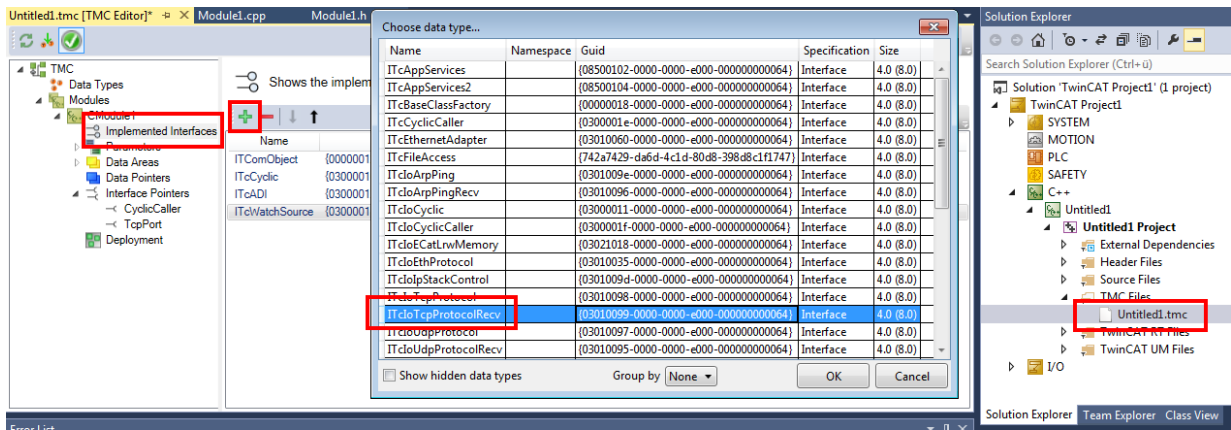 Untitled1.tmc [TMC Editor]*
Module1.cpp
Module1.h
TMC
Data Types
Modules
CModule1
Implemented Interfaces
Parameters
Data Areas
Data Pointers
Interface Pointers
CyclicCaller
TcpPort
Deployment
Shows the implem
Name
ITComObject {0000001
ITcCyclic {0300001
ITcADI {0300001
ITcWatchSource {0300001
Choose data type...
Name Namespace Guid Specification Size
ITcAppServices {08500102-0000-0000-e000-000000000064} Interface 4.0 (8.0)
ITcAppServices2 {08500104-0000-0000-e000-000000000064} Interface 4.0 (8.0)
ITcBaseClassFactory {00000018-0000-0000-e000-000000000064} Interface 4.0 (8.0)
ITcCyclicCaller {0300001e-0000-0000-e000-000000000064} Interface 4.0 (8.0)
ITcEthernetAdapter {03010060-0000-0000-e000-000000000064} Interface 4.0 (8.0)
ITcFileAccess {742a7429-da6d-4c1d-80d8-398d8c1f1747} Interface 4.0 (8.0)
ITcIoArpPing {0301009e-0000-0000-e000-000000000064} Interface 4.0 (8.0)
ITcIoArpPingRecv {03010096-0000-0000-e000-000000000064} Interface 4.0 (8.0)
ITcIoCyclic {03000011-0000-0000-e000-000000000064} Interface 4.0 (8.0)
ITcIoCyclicCaller {0300001f-0000-0000-e000-000000000064} Interface 4.0 (8.0)
ITcIoECatLrwMemory {03021018-0000-0000-e000-000000000064} Interface 4.0 (8.0)
ITcIoEthProtocol {03010035-0000-0000-e000-000000000064} Interface 4.0 (8.0)
ITcIoIpStackControl {0301009d-0000-0000-e000-000000000064} Interface 4.0 (8.0)
ITcIoTcpProtocol {03010098-0000-0000-e000-000000000064} Interface 4.0 (8.0)
ITcIoTcpProtocolRecv {03010099-0000-0000-e000-000000000064} Interface 4.0 (8.0)
ITcIoUdpProtocol {03010097-0000-0000-e000-000000000064} Interface 4.0 (8.0)
ITcIoUdpProtocolRecv {03010095-0000-0000-e000-000000000064} Interface 4.0 (8.0)
Show hidden data types Group by None OK Cancel
Solution Explorer
Search Solution Explorer (Ctrl+ü)
Solution 'TwinCAT Project1' (1 project)
TwinCAT Project1
SYSTEM
MOTION
PLC
SAFETY
C++
Untitled1
Untitled1 Project
External Dependencies
Header Files
Source Files
TMC Files
Untitled1.tmc
TwinCAT RT Files
TwinCAT UM Files
I/O
Solution Explorer Team Explorer Class View
Error List